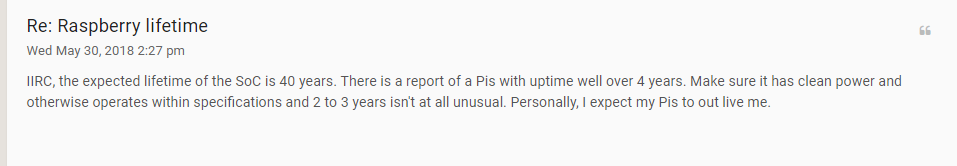 Re: Raspberry lifetime
Wed May 30, 2018 2:27 pm
IIRC, the expected lifetime of the SoC is 40 years. There is a report of a Pis with uptime well over 4 years. Make sure it has clean power and
otherwise operates within specifications and 2 to 3 years isn't at all unusual. Personally, I expect my Pis to out live me.